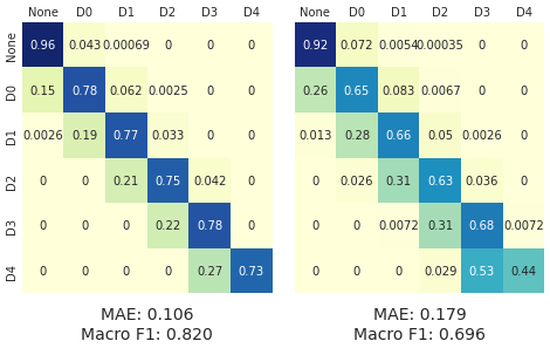 None D0 D1 D2 D3 D4 None D0 D1 D2 D3 D4
None 0.96 0.043 0.00069 0 0 0 0.92 0.072 0.0054 0.00035 0 0
D0 0.15 0.78 0.062 0.0025 0 0 0.26 0.65 0.083 0.0067 0 0
D1 0.0026 0.19 0.77 0.033 0 0 0.013 0.28 0.66 0.05 0.0026 0
D2 0 0 0.21 0.75 0.042 0 0 0.026 0.31 0.63 0.036 0
D3 0 0 0 0.22 0.78 0 0 0 0.0072 0.31 0.68 0.0072
D4 0 0 0 0 0.27 0.73 0 0 0 0.029 0.53 0.44
MAE: 0.106 MAE: 0.179
Macro F1: 0.820 Macro F1: 0.696